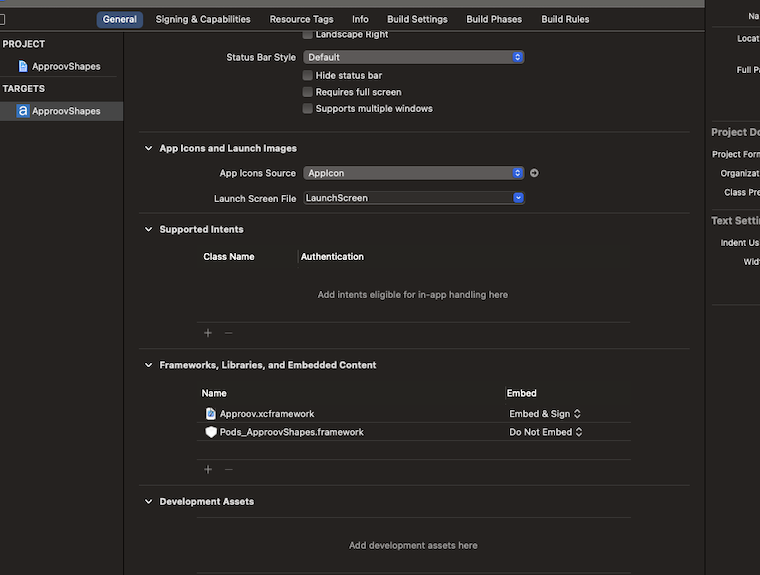 General Signing & Capabilities Resource Tags Info Build Settings Build Phases Build Rules
PROJECT
ApproovShapes
TARGETS
ApproovShapes
Landscape Right
Status Bar Style Default
Hide status bar
Requires full screen
Supports multiple windows
App Icons and Launch Images
App Icons Source AppIcon
Launch Screen File LaunchScreen
Supported Intents
Class Name Authentication
Add intents eligible for in-app handling here
Frameworks, Libraries, and Embedded Content
Name Embed
Approov.xcframework Embed & Sign
Pods_ApproovShapes.framework Do Not Embed
Development Assets
Add development assets here
Na
Locat
Full Pa
Project Do
Project Form
Organizat
Class Pre
Text Setti
Indent Us
Wid